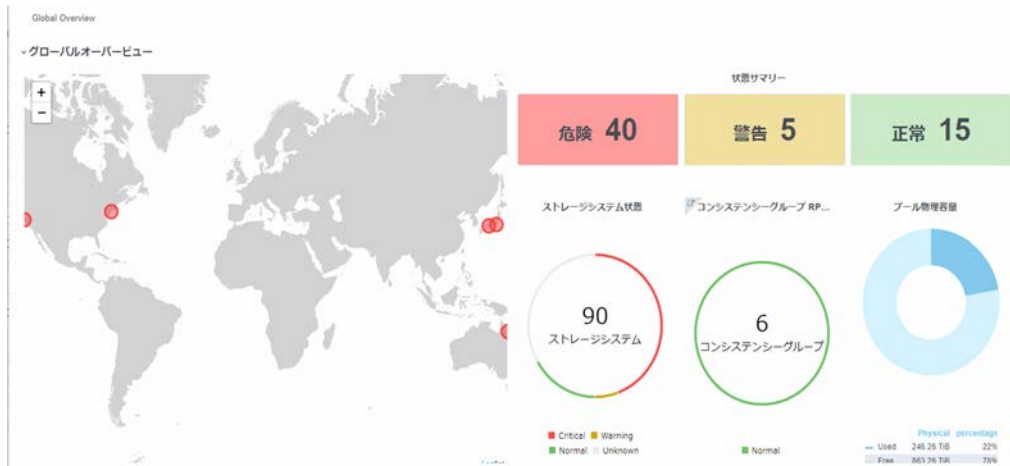 Global Overview
グローバルオーバービュー
+
−
状態サマリー
危険 40
警告 5
正常 15
ストレージシステム状態
コンシステンシーグループ RP...
プール物理容量
90
ストレージシステム
6
コンシステンシーグループ
Critical Warning
Normal Unknown
Normal
Physical percentage
Used 246.26 TiB 22%
Free 863.26 TiB 78%